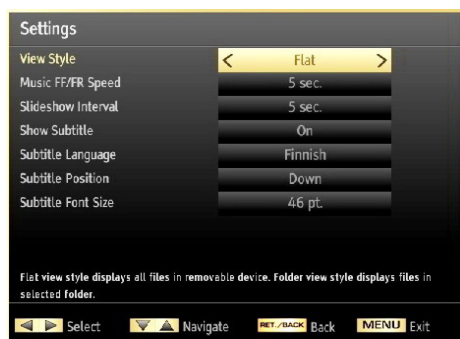 Settings
View Style < Flat >
Music FF/FR Speed 5 sec.
Slideshow Interval 5 sec.
Show Subtitle On
Subtitle Language Finnish
Subtitle Position Down
Subtitle Font Size 46 pt.
Flat view style displays all files in removable device. Folder view style displays files in
selected folder.
Select Navigate RET./BACK Back MENU Exit